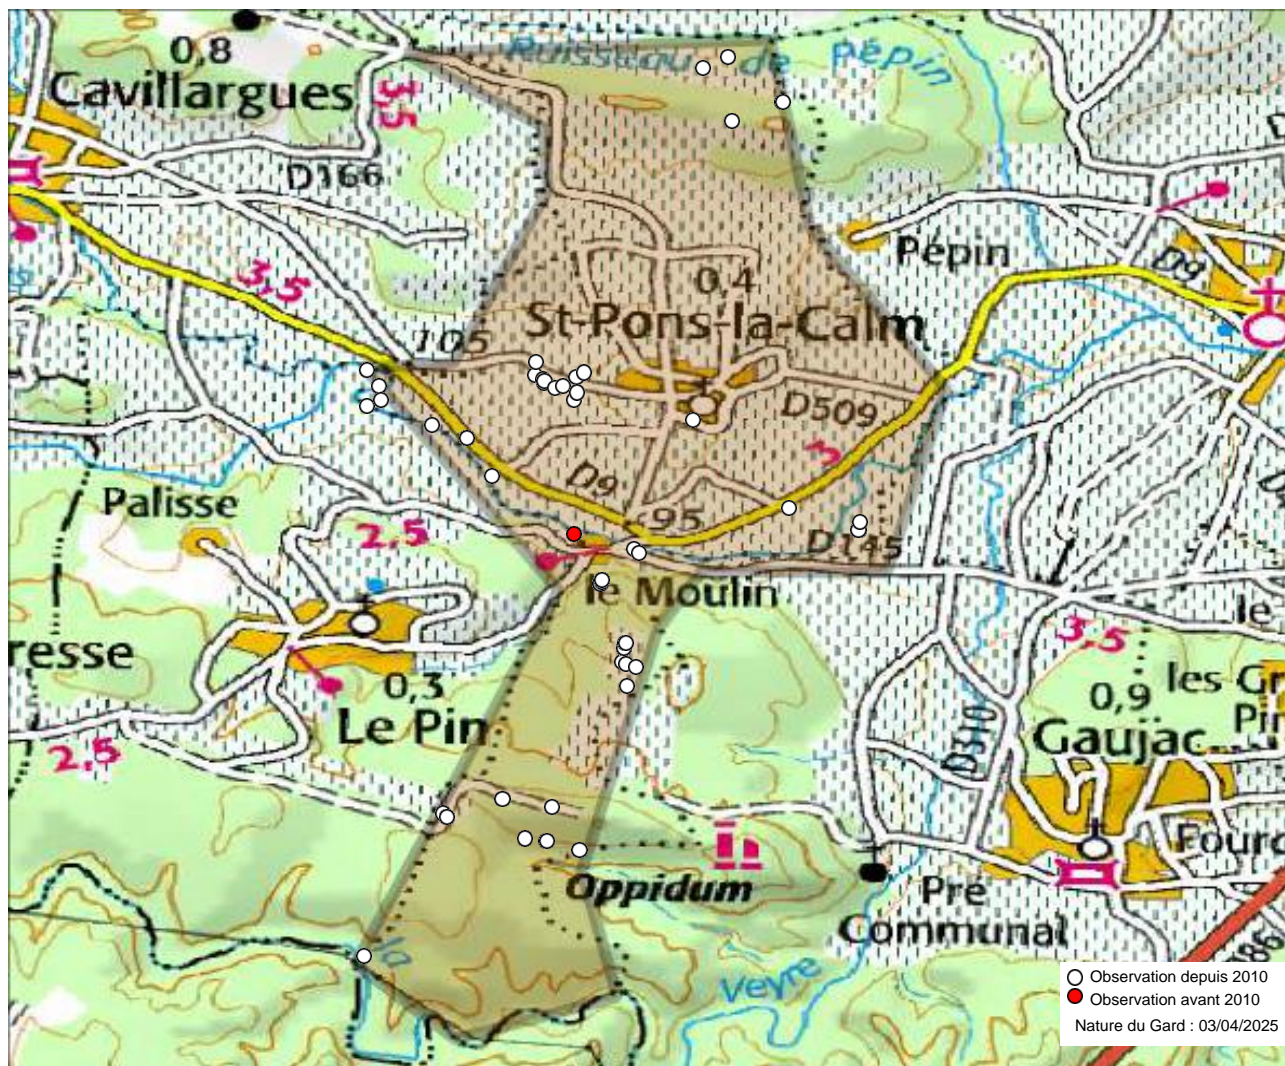 Ruisseau de Pépin
0,8
Cavillargues
3,5
D166
Pépin
D9
3,5
0,4
St-Pons-la-Calm
105
D509
3
D9
95
Palisse
2,5
D145
le Moulin
le
3,5
resse
0,3
Le Pin
les Gr
Pi
0,9
Gaujac
D310
2,5
Fourc
Oppidum
Pré
Communal
Veyre
86
Observation depuis 2010
Observation avant 2010
Nature du Gard : 03/04/2025